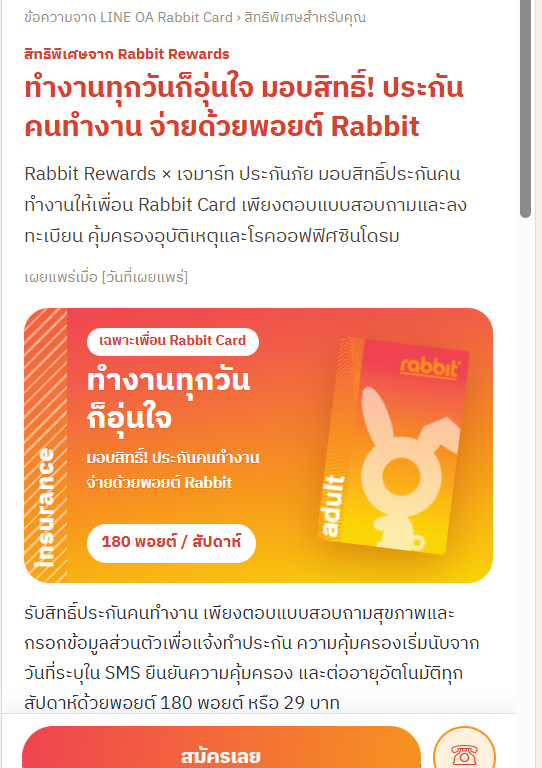 ข้อความจาก LINE OA Rabbit Card › สิทธิพิเศษสำหรับคุณ
สิทธิพิเศษจาก Rabbit Rewards
ทำงานทุกวันก็อุ่นใจ มอบสิทธิ์! ประกัน
คนทำงาน จ่ายด้วยพอยต์ Rabbit
Rabbit Rewards × เจมาร์ท ประกันภัย มอบสิทธิ์ประกันคน
ทำงานให้เพื่อน Rabbit Card เพียงตอบแบบสอบถามและลง
ทะเบียน คุ้มครองอุบัติเหตุและโรคออฟฟิศซินโดรม
เผยแพร่เมื่อ [วันที่เผยแพร่]
insurance
เฉพาะเพื่อน Rabbit Card
ทำงานทุกวัน
ก็อุ่นใจ
มอบสิทธิ์! ประกันคนทำงาน
จ่ายด้วยพอยต์ Rabbit
180 พอยต์ / สัปดาห์
rabbit
adult
รับสิทธิ์ประกันคนทำงาน เพียงตอบแบบสอบถามสุขภาพและ
กรอกข้อมูลส่วนตัวเพื่อแจ้งทำประกัน ความคุ้มครองเริ่มนับจาก
วันที่ระบุใน SMS ยืนยันความคุ้มครอง และต่ออายุอัตโนมัติทุก
สัปดาห์ด้วยพอยต์ 180 พอยต์ หรือ 29 บาท
สมัครเลย